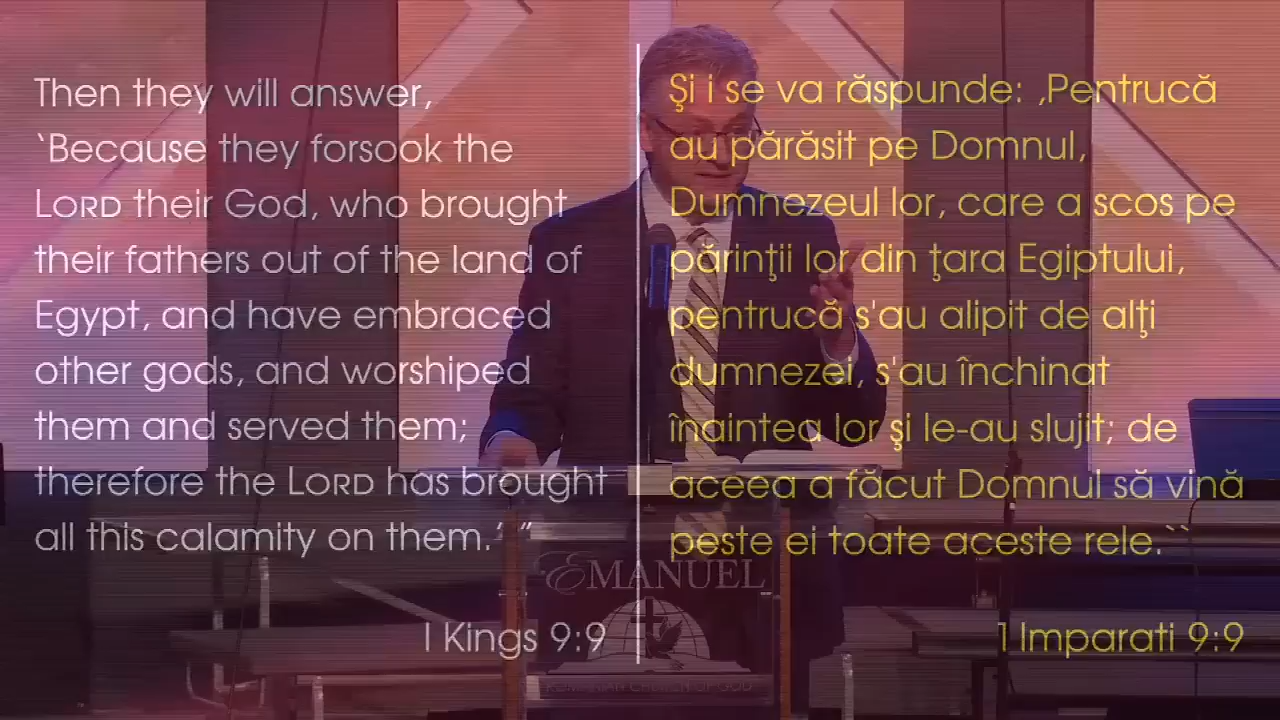 Then they will answer,
‘Because they forsook the
LORD their God, who brought
their fathers out of the land of
Egypt, and have embraced
other gods, and worshiped
them and served them;
therefore the LORD has brought
all this calamity on them.’ ”
I Kings 9:9
Şi i se va răspunde: ,Pentrucă
au părăsit pe Domnul,
Dumnezeul lor, care a scos pe
părinţii lor din ţara Egiptului,
pentrucă s'au alipit de alţi
dumnezei, s'au închinat
înaintea lor şi le-au slujit; de
aceea a făcut Domnul să vină
peste ei toate aceste rele.``
1 Imparati 9:9
EMANUEL
ROMANIAN CHURCH OF GOD